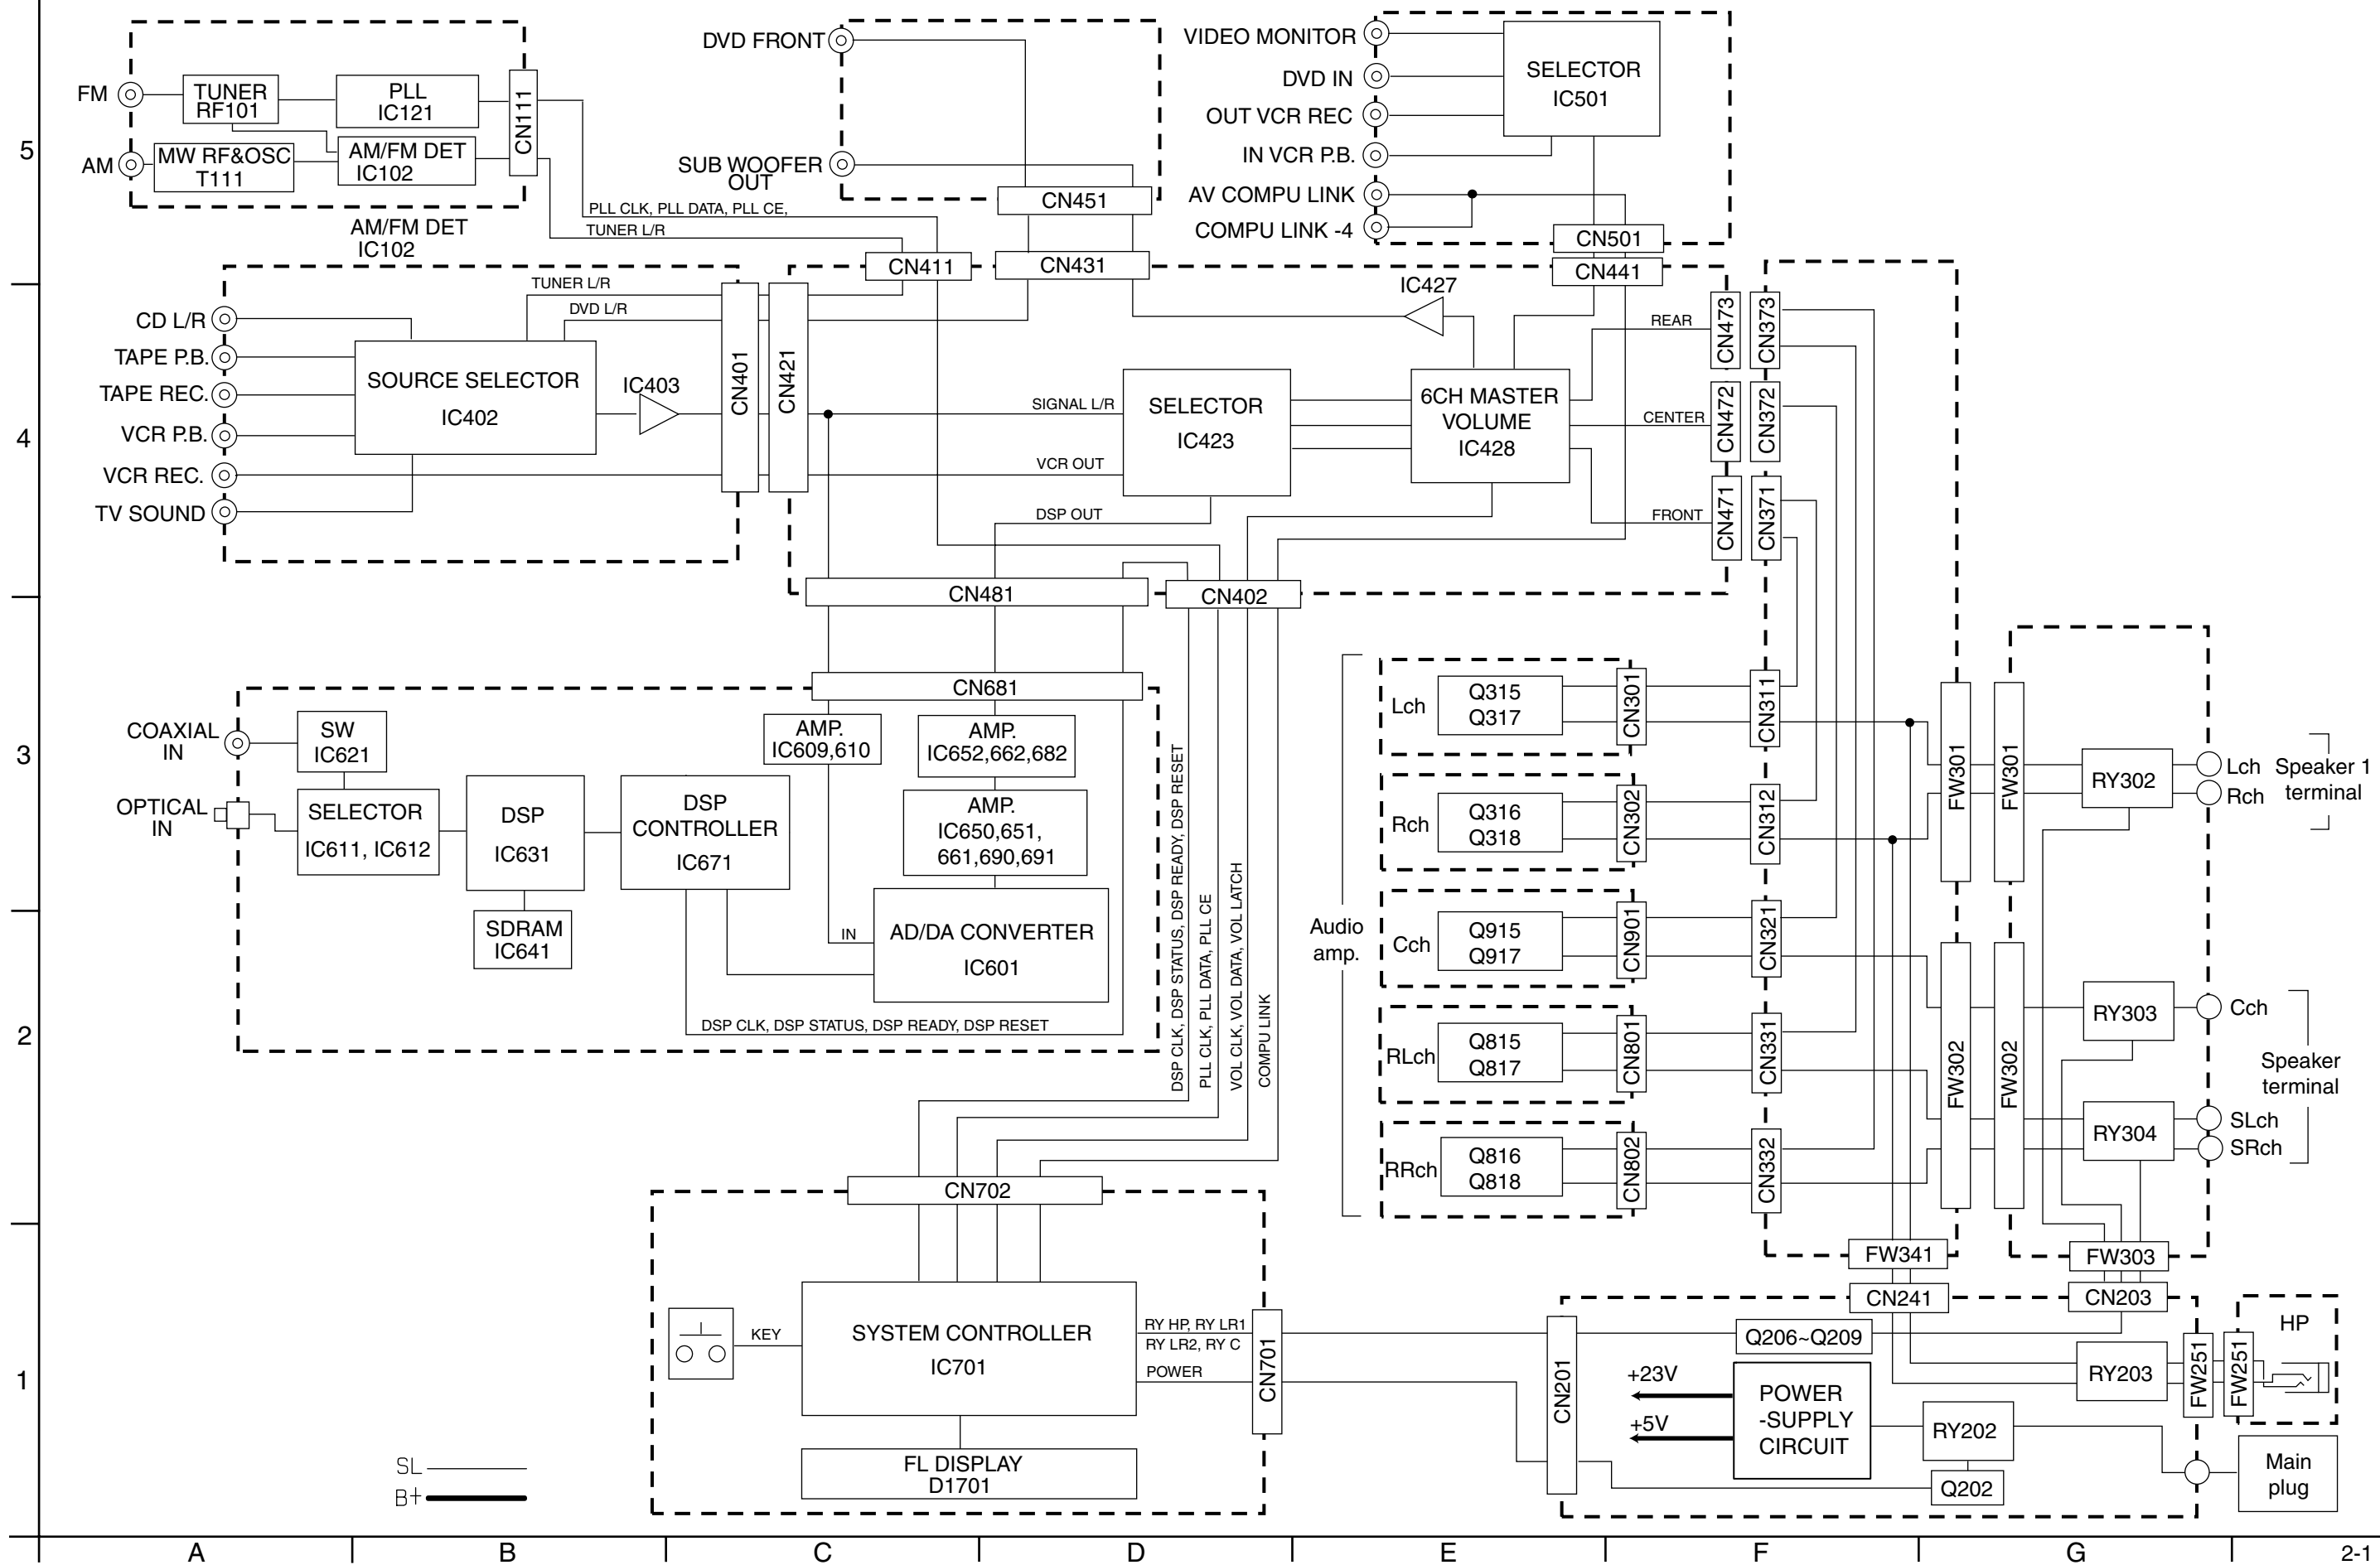 5
4
3
2
1
FM
AM
TUNER
RF101
PLL
IC121
MW RF&OSC
T111
AM/FM DET
IC102
CN111
AM/FM DET
IC102
PLL CLK, PLL DATA, PLL CE,
TUNER L/R
DVD FRONT
SUB WOOFER
OUT
CN451
CN411
CN431
VIDEO MONITOR
DVD IN
OUT VCR REC
IN VCR P.B.
AV COMPU LINK
COMPU LINK -4
SELECTOR
IC501
CN501
CN441
TUNER L/R
DVD L/R
CD L/R
TAPE P.B.
TAPE REC.
VCR P.B.
VCR REC.
TV SOUND
SOURCE SELECTOR
IC402
IC403
CN401
CN421
SIGNAL L/R
VCR OUT
DSP OUT
SELECTOR
IC423
IC427
6CH MASTER
VOLUME
IC428
REAR
CENTER
FRONT
CN473
CN373
CN472
CN372
CN471
CN371
CN481
CN402
CN681
COAXIAL
IN
OPTICAL
IN
SW
IC621
SELECTOR
IC611, IC612
DSP
IC631
SDRAM
IC641
DSP
CONTROLLER
IC671
AMP.
IC609,610
AMP.
IC652,662,682
AMP.
IC650,651,
661,690,691
IN
AD/DA CONVERTER
IC601
DSP CLK, DSP STATUS, DSP READY, DSP RESET
DSP CLK, DSP STATUS, DSP READY, DSP RESET
PLL CLK, PLL DATA, PLL CE
VOL CLK, VOL DATA, VOL LATCH
COMPU LINK
Audio
amp.
Lch
Q315
Q317
CN301
CN311
Rch
Q316
Q318
CN302
CN312
Cch
Q915
Q917
CN901
CN321
RLch
Q815
Q817
CN801
CN331
RRch
Q816
Q818
CN802
CN332
FW301
FW301
FW302
FW302
RY302
RY303
RY304
Lch
Rch
Speaker 1
terminal
Cch
SLch
SRch
Speaker
terminal
FW341
FW303
CN241
CN203
CN702
KEY
SYSTEM CONTROLLER
IC701
FL DISPLAY
D1701
RY HP, RY LR1
RY LR2, RY C
POWER
CN701
CN201
Q206~Q209
+23V
+5V
POWER
-SUPPLY
CIRCUIT
RY203
RY202
Q202
FW251
FW251
HP
Main
plug
SL
B+
A
B
C
D
E
F
G
2-1